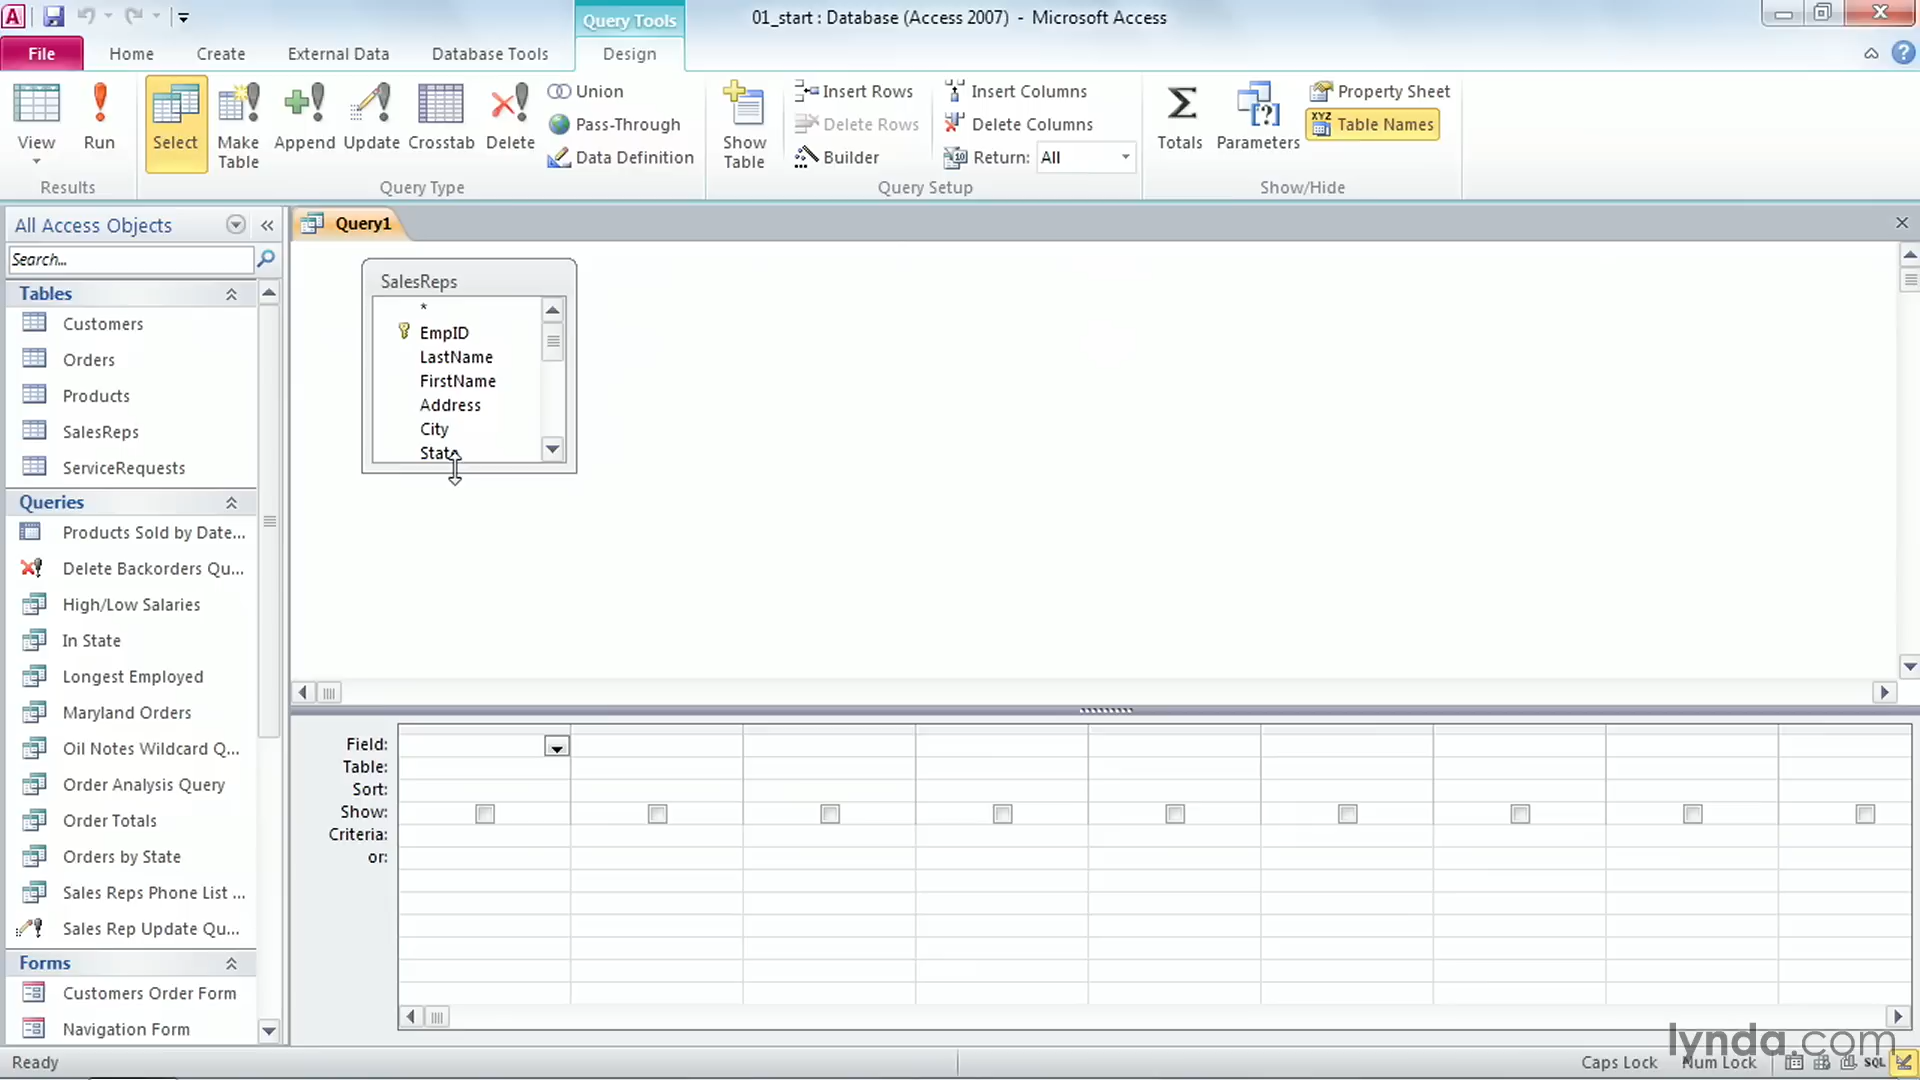 01_start : Database (Access 2007) - Microsoft Access
Query Tools
File
Home
Create
External Data
Database Tools
Design
View
Run
Results
Select
Make Table
Append
Update
Crosstab
Delete
Union
Pass-Through
Data Definition
Query Type
Show Table
Insert Rows
Delete Rows
Builder
Insert Columns
Delete Columns
Return: All
Query Setup
Totals
Parameters
Property Sheet
Table Names
Show/Hide
All Access Objects
Search...
Tables
Customers
Orders
Products
SalesReps
ServiceRequests
Queries
Products Sold by Date...
Delete Backorders Qu...
High/Low Salaries
In State
Longest Employed
Maryland Orders
Oil Notes Wildcard Q...
Order Analysis Query
Order Totals
Orders by State
Sales Reps Phone List ...
Sales Rep Update Qu...
Forms
Customers Order Form
Navigation Form
Query1
SalesReps
*
EmpID
LastName
FirstName
Address
City
State
Field:
Table:
Sort:
Show:
Criteria:
or:
lynda.com
Ready
Caps Lock
Num Lock
SQL